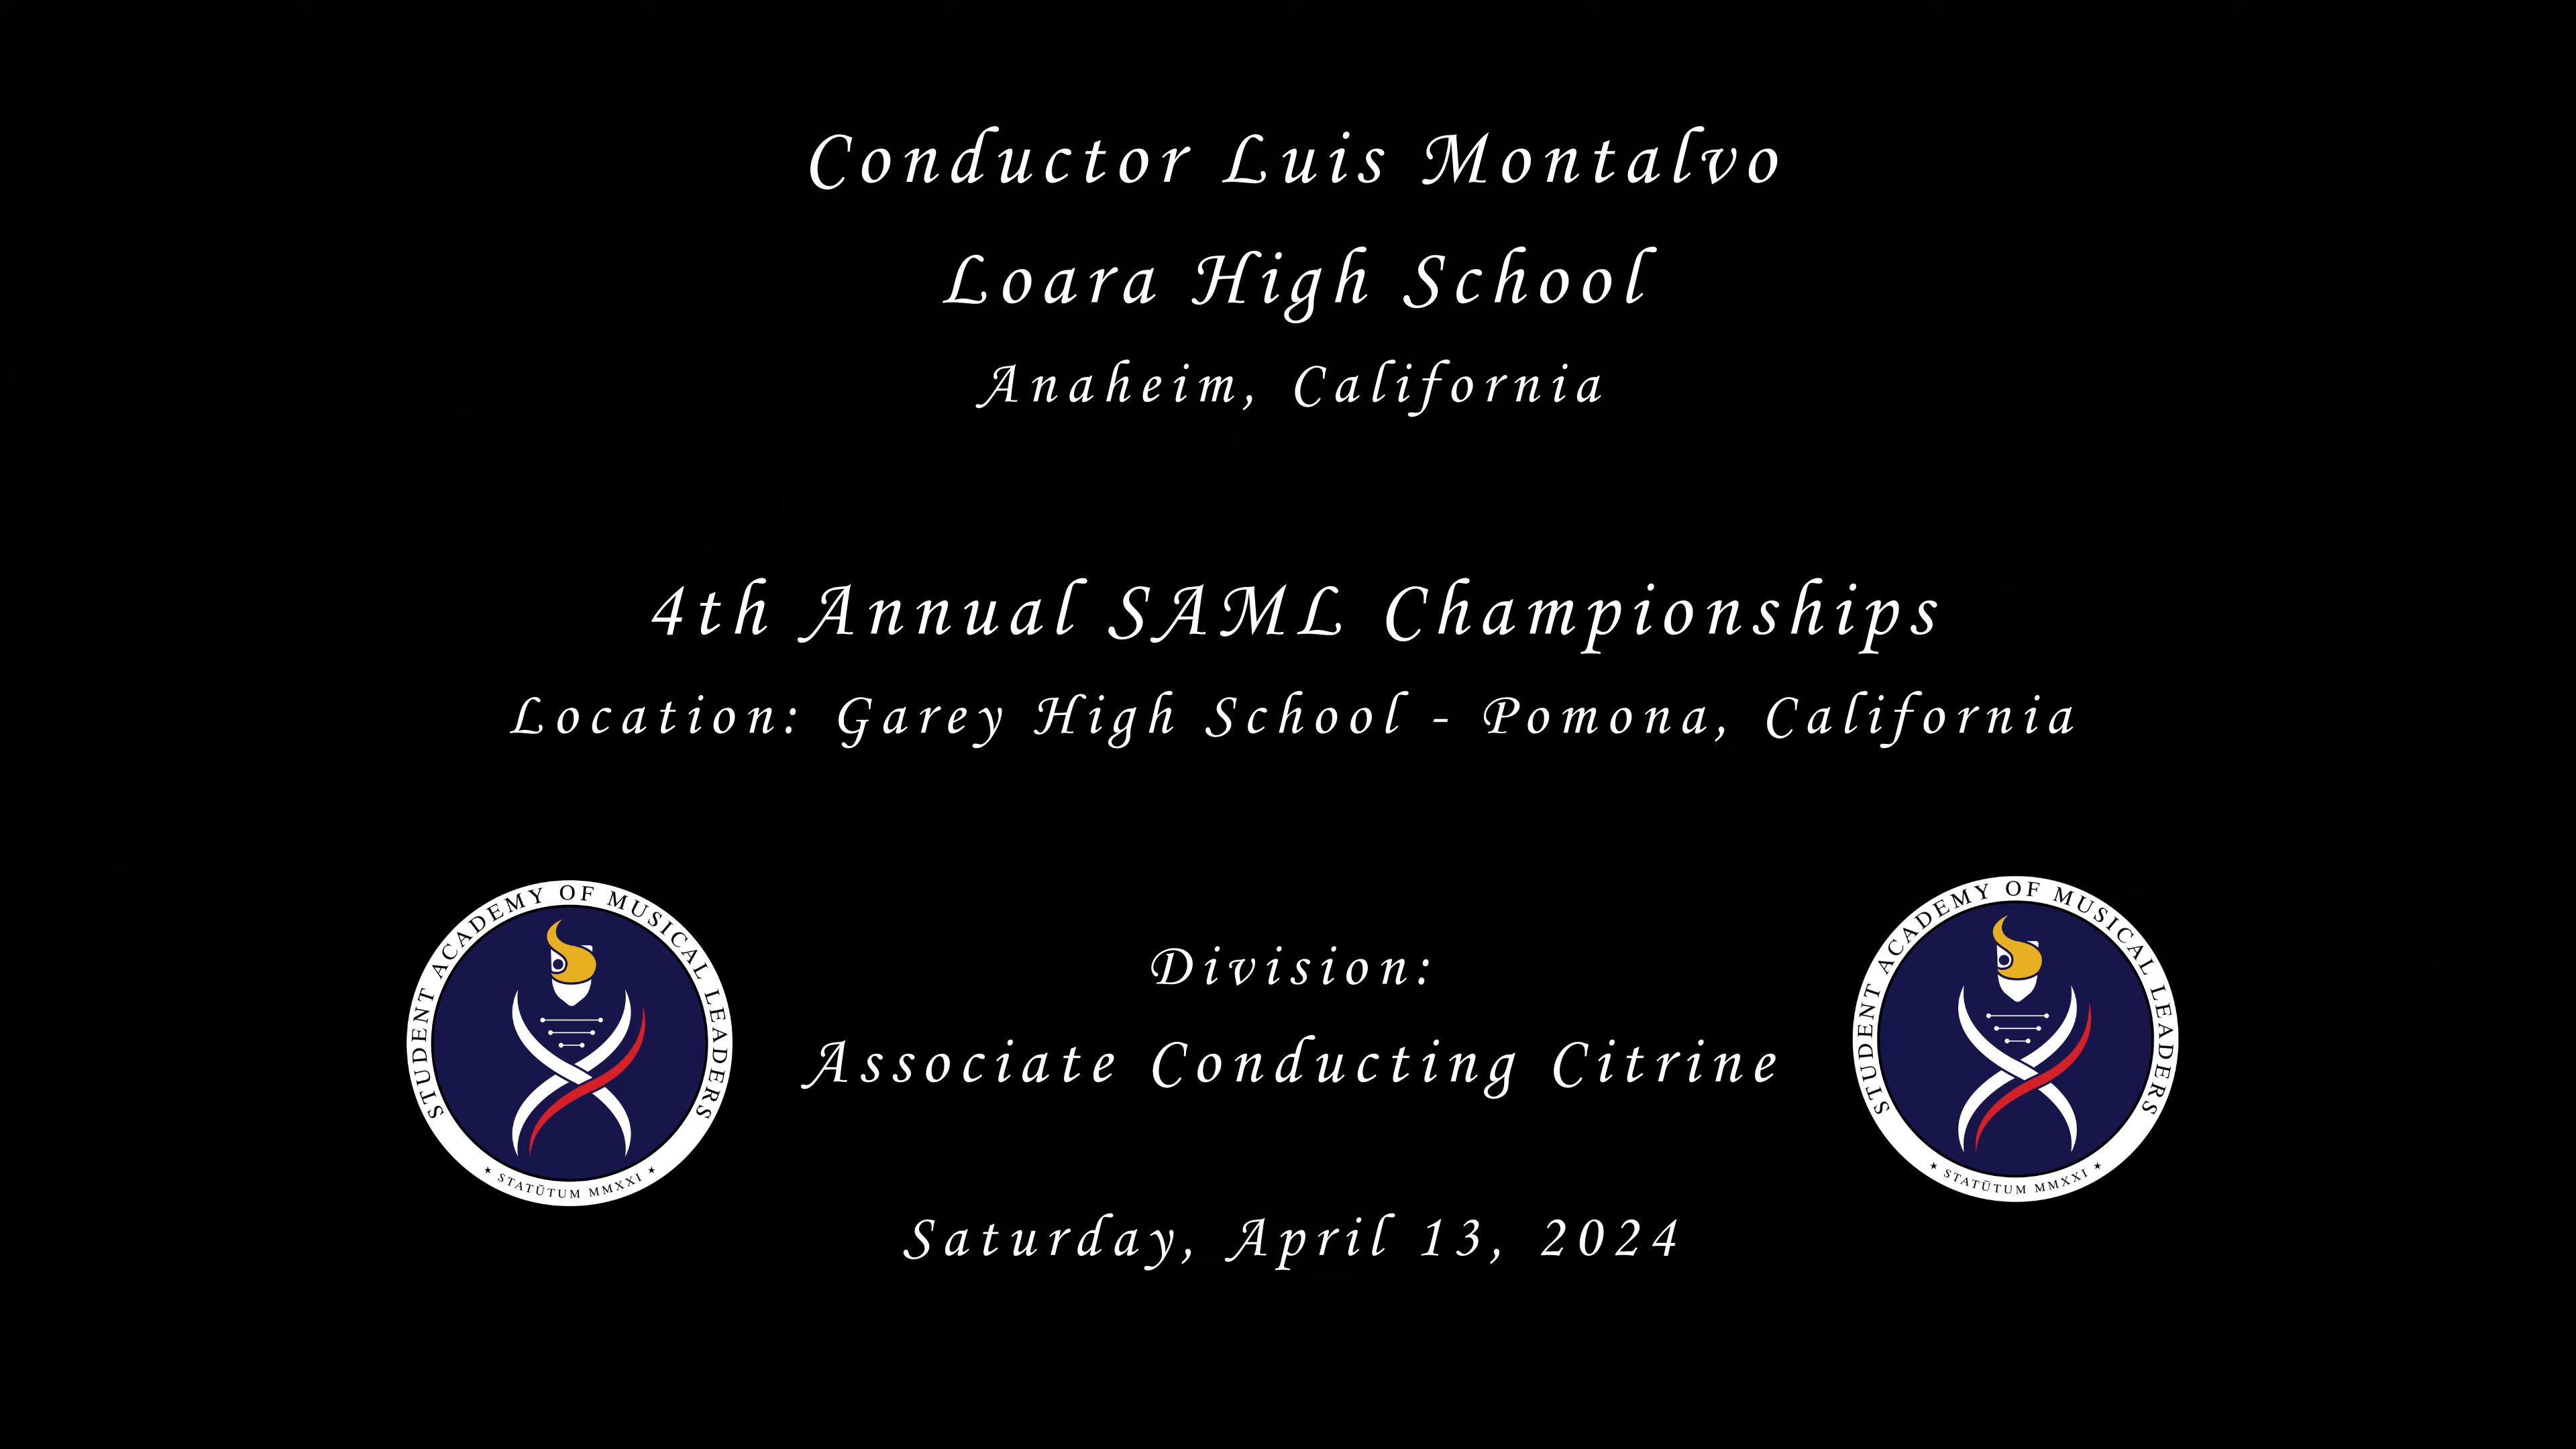 Conductor Luis Montalvo
Loara High School
Anaheim, California
4th Annual SAML Championships
Location: Garey High School - Pomona, California
STUDENT ACADEMY OF MUSICAL LEADERS
★ STATŪTUM MMXXI ★
Division:
Associate Conducting Citrine
STUDENT ACADEMY OF MUSICAL LEADERS
★ STATŪTUM MMXXI ★
Saturday, April 13, 2024